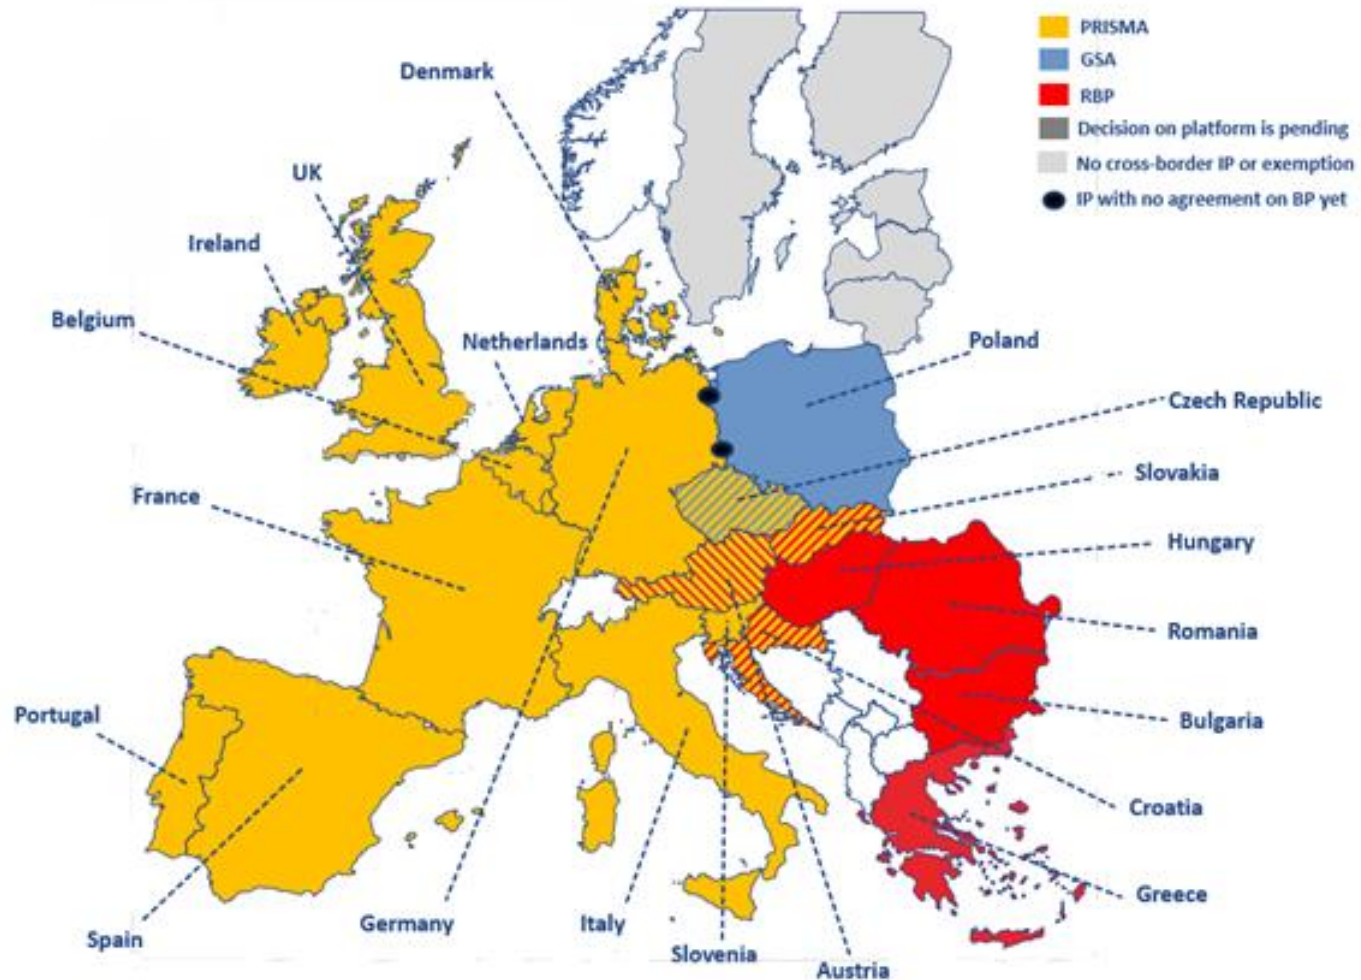 PRISMA
GSA
RBP
Decision on platform is pending
No cross-border IP or exemption
IP with no agreement on BP yet
Denmark
UK
Ireland
Belgium
Netherlands
Poland
Czech Republic
Slovakia
France
Hungary
Romania
Portugal
Bulgaria
Croatia
Greece
Spain
Germany
Italy
Slovenia
Austria